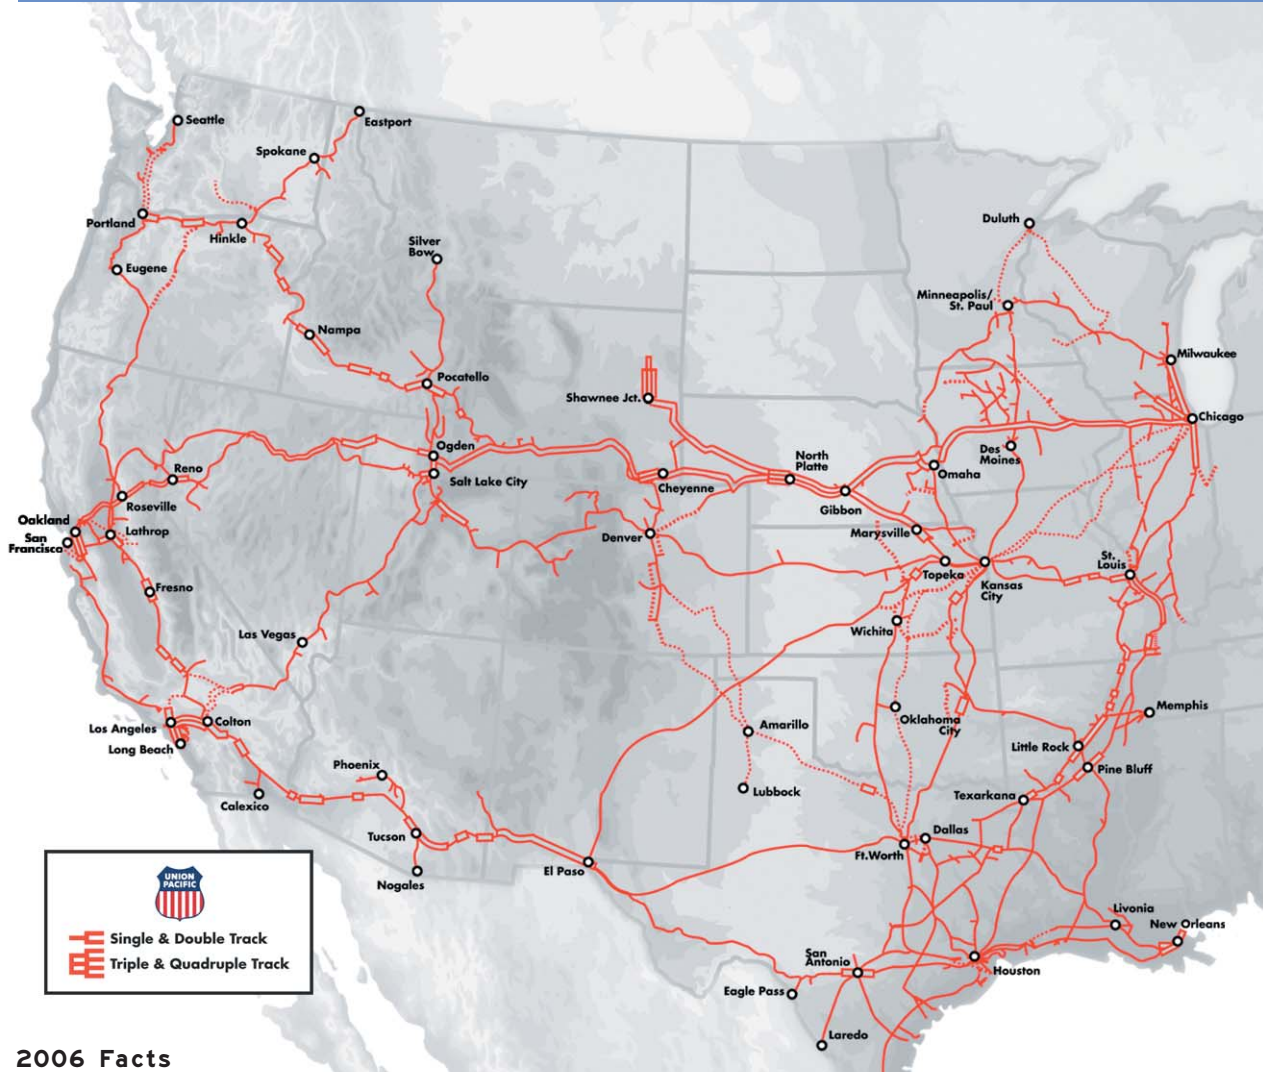 Seattle
Eastport
Spokane
Portland
Hinkle
Duluth
Silver
Bow
Eugene
Minneapolis/
St. Paul
Nampa
Milwaukee
Pocatello
Shawnee Jct.
Chicago
Ogden
Des
Moines
North
Platte
Reno
Salt Lake City
Omaha
Cheyenne
Roseville
Gibbon
Oakland
San
Francisco
Lathrop
Denver
Marysville
St.
Louis
Topeka
Kansas
City
Fresno
Las Vegas
Wichita
Memphis
Los Angeles
Colton
Amarillo
Oklahoma
City
Long Beach
Little Rock
Phoenix
Pine Bluff
Calexico
Lubbock
Texarkana
Tucson
Dallas
Ft.Worth
El Paso
Nogales
UNION
PACIFIC
Livonia
New Orleans
Single & Double Track
San
Antonio
Triple & Quadruple Track
Houston
Eagle Pass
Laredo
2006 Facts